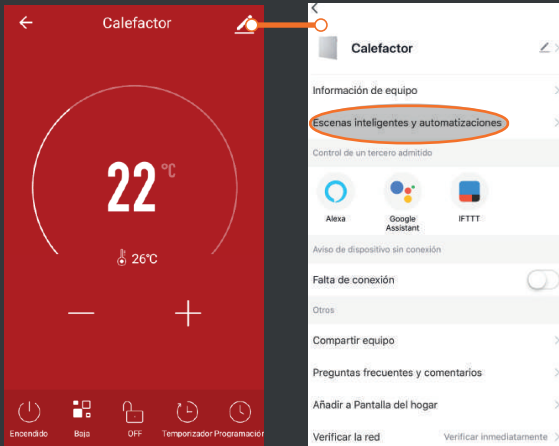 Calefactor
22 °C
26°C
Encendido
Baja
OFF
Temporizador
Programación
Calefactor
Información de equipo
Escenas inteligentes y automatizaciones
Control de un tercero admitido
Alexa
Google
Assistant
IFTTT
Aviso de dispositivo sin conexión
Falta de conexión
Otros
Compartir equipo
Preguntas frecuentes y comentarios
Añadir a Pantalla del hogar
Verificar la red
Verificar inmediatamente